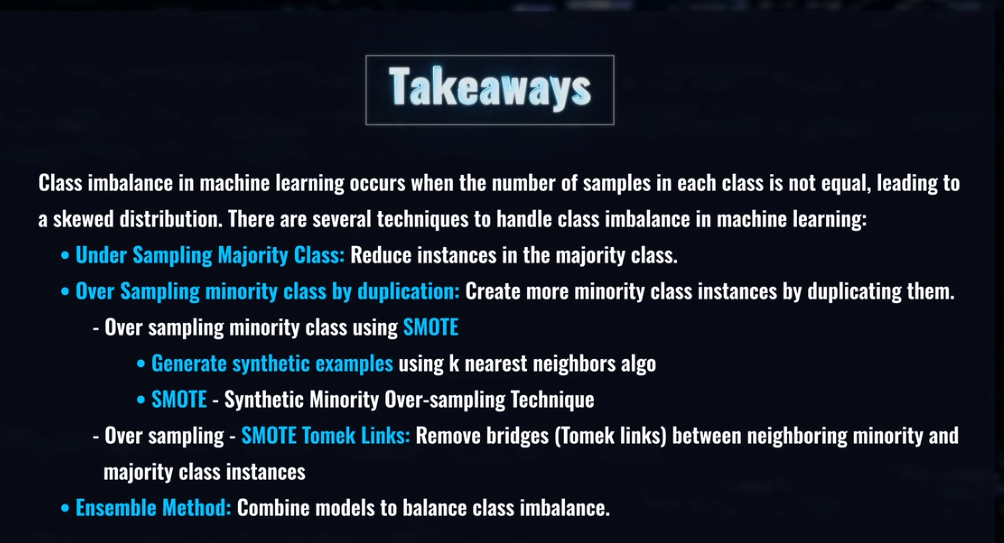 Takeaways
Class imbalance in machine learning occurs when the number of samples in each class is not equal, leading to
a skewed distribution. There are several techniques to handle class imbalance in machine learning:
• Under Sampling Majority Class: Reduce instances in the majority class.
• Over Sampling minority class by duplication: Create more minority class instances by duplicating them.
- Over sampling minority class using SMOTE
• Generate synthetic examples using k nearest neighbors algo
• SMOTE - Synthetic Minority Over-sampling Technique
- Over sampling - SMOTE Tomek Links: Remove bridges (Tomek links) between neighboring minority and
majority class instances
• Ensemble Method: Combine models to balance class imbalance.